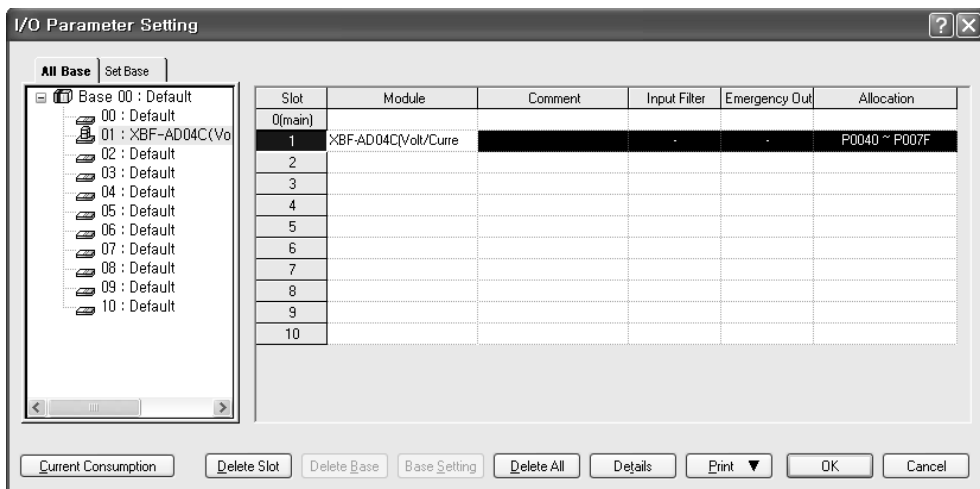 I/O Parameter Setting
All Base Set Base
Base 00 : Default
00 : Default
01 : XBF-AD04C(Vo
02 : Default
03 : Default
04 : Default
05 : Default
06 : Default
07 : Default
08 : Default
09 : Default
10 : Default
Slot Module Comment Input Filter Emergency Out Allocation
0(main)
1 XBF-AD04C(Volt/Curre - - P0040 ~ P007F
2
3
4
5
6
7
8
9
10
Current Consumption Delete Slot Delete Base Base Setting Delete All Details Print ▼ OK Cancel